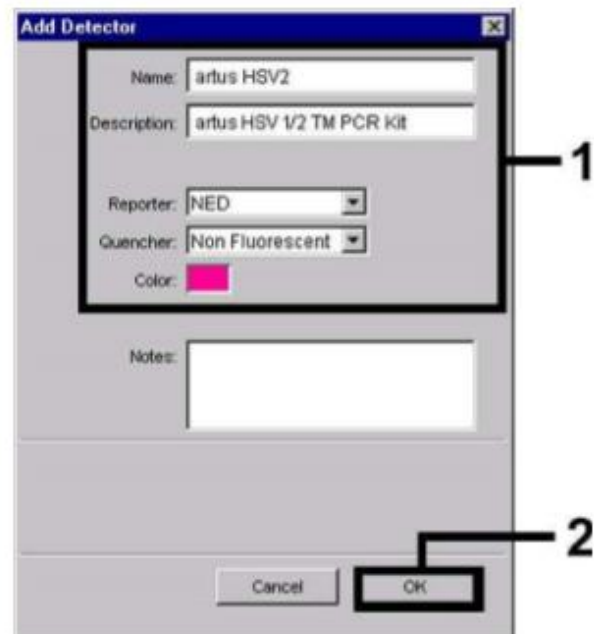 Add Detector
Name: artus HSV2
Description: artus HSV 1/2 TM PCR Kit
1
Reporter: NED
Quencher: Non Fluorescent
Color:
Notes:
2
Cancel OK